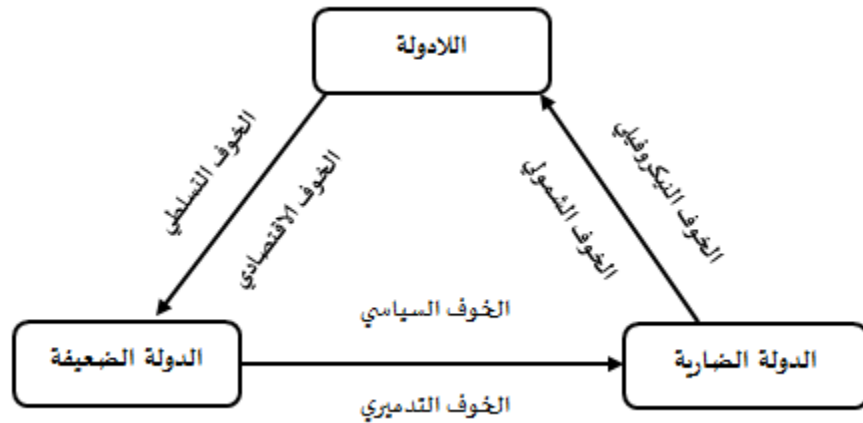 اللادولة
الخوف النيكروفيلي
الخوف الشمولي
الخوف التسلطي
الخوف الاقتصادي
الخوف السياسي
الدولة الضارية
الدولة الضعيفة
الخوف التدميري